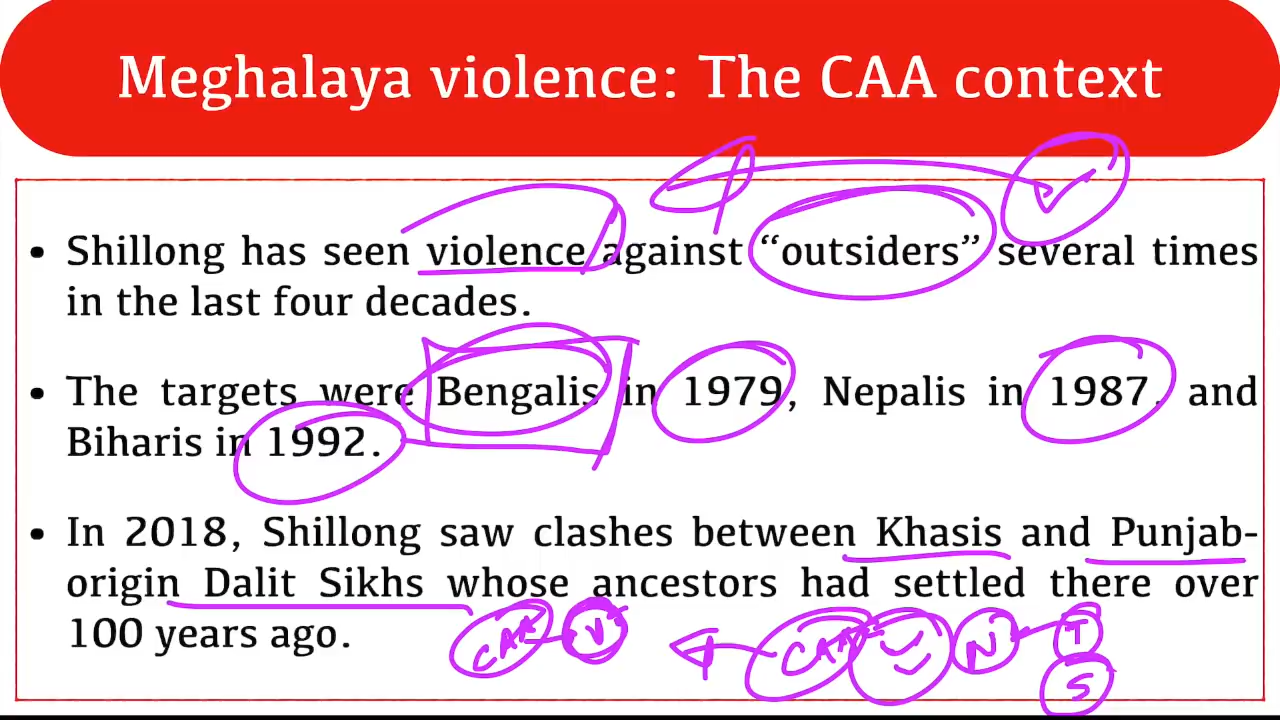 Meghalaya violence: The CAA context
• Shillong has seen violence against “outsiders” several times
in the last four decades.
• The targets were Bengalis in 1979, Nepalis in 1987, and
Biharis in 1992.
• In 2018, Shillong saw clashes between Khasis and Punjab-
origin Dalit Sikhs whose ancestors had settled there over
100 years ago.
CAA V CAA N T
S